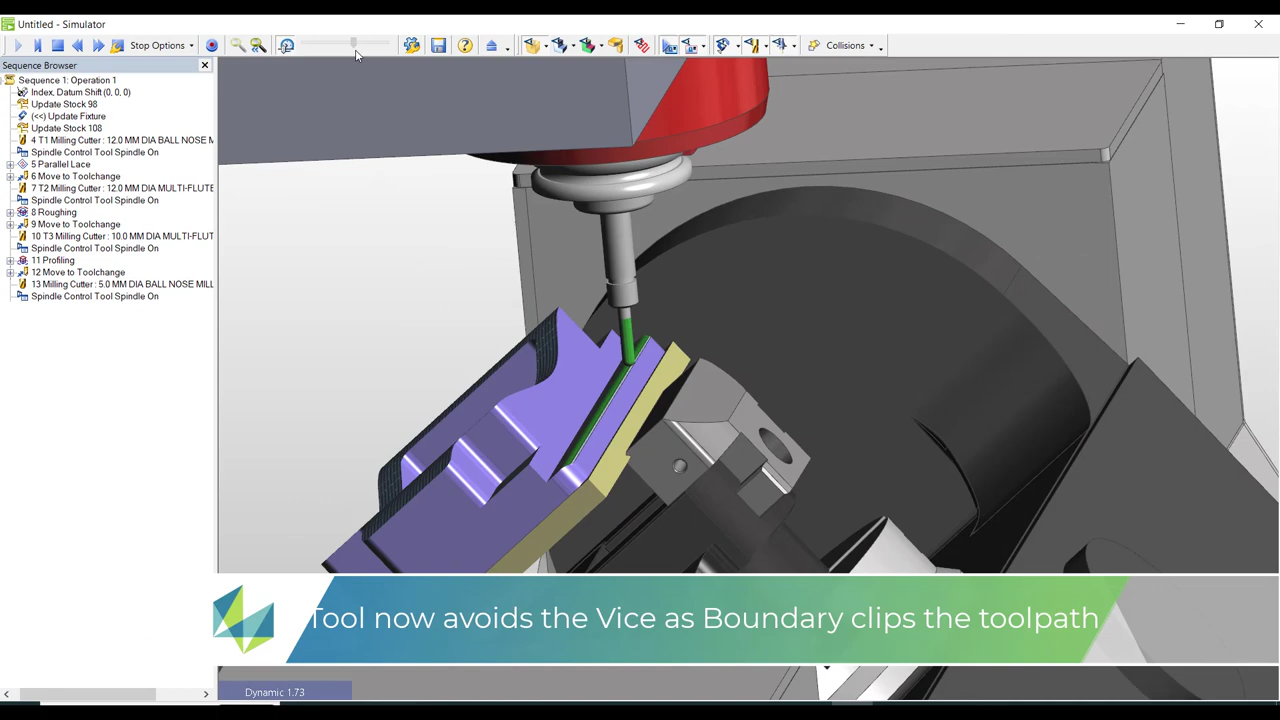 Untitled - Simulator
Stop Options
Collisions
Sequence Browser
Sequence 1: Operation 1
Index, Datum Shift (0, 0, 0)
Update Stock 98
(<<) Update Fixture
Update Stock 108
4 T1 Milling Cutter : 12.0 MM DIA BALL NOSE M
Spindle Control Tool Spindle On
5 Parallel Lace
6 Move to Toolchange
7 T2 Milling Cutter : 12.0 MM DIA MULTI-FLUTE
Spindle Control Tool Spindle On
8 Roughing
9 Move to Toolchange
10 T3 Milling Cutter : 10.0 MM DIA MULTI-FLUT
Spindle Control Tool Spindle On
11 Profiling
12 Move to Toolchange
13 Milling Cutter : 5.0 MM DIA BALL NOSE MILL
Spindle Control Tool Spindle On
Tool now avoids the Vice as Boundary clips the toolpath
Dynamic 1.73